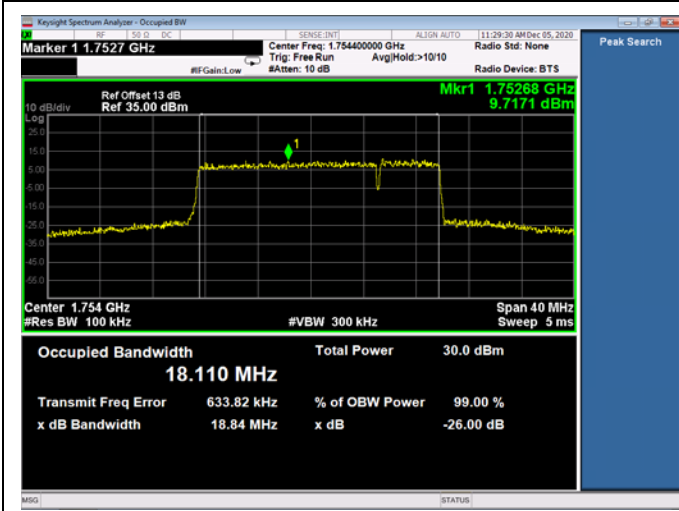 Keysight Spectrum Analyzer - Occupied BW
RF 50 Ω DC SENSE:INT ALIGN AUTO 11:29:30 AM Dec 05, 2020
Marker 1 1.7527 GHz Center Freq: 1.754400000 GHz Radio Std: None Peak Search
Trig: Free Run Avg|Hold:>10/10
#IFGain:Low #Atten: 10 dB Radio Device: BTS
Mkr1 1.75268 GHz
9.7171 dBm
Ref Offset 13 dB
10 dB/div Ref 35.00 dBm
Log
25.0
15.0
1
5.00
-5.00
-15.0
-25.0
-35.0
-45.0
-55.0
Center 1.754 GHz Span 40 MHz
#Res BW 100 kHz #VBW 300 kHz Sweep 5 ms
Occupied Bandwidth Total Power 30.0 dBm
18.110 MHz
Transmit Freq Error 633.82 kHz % of OBW Power 99.00 %
x dB Bandwidth 18.84 MHz x dB -26.00 dB
MSG STATUS